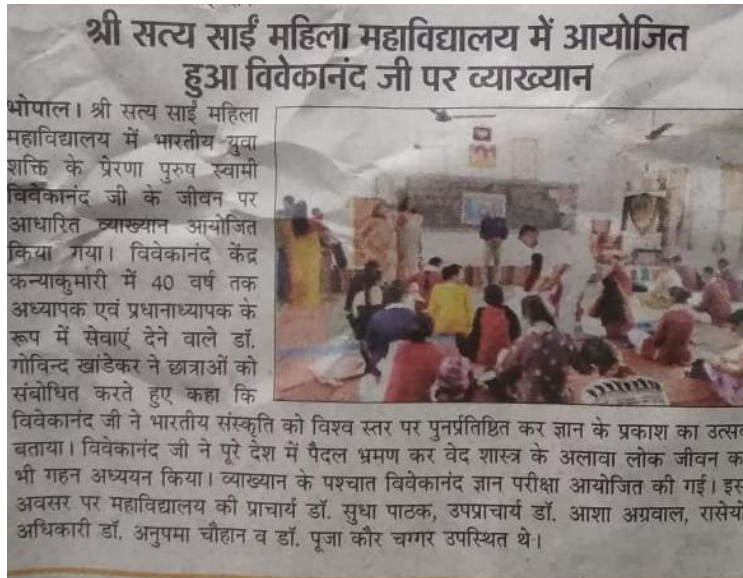 श्री सत्य साईं महिला महाविद्यालय में आयोजित
हुआ विवेकानंद जी पर व्याख्यान
भोपाल। श्री सत्य साईं महिला
महाविद्यालय में भारतीय युवा
शक्ति के प्रेरणा पुरुष स्वामी
विवेकानंद जी के जीवन पर
आधारित व्याख्यान आयोजित
किया गया। विवेकानंद केंद्र
कन्याकुमारी में 40 वर्ष तक
अध्यापक एवं प्रधानाध्यापक के
रूप में सेवाएं देने वाले डॉ.
गोविन्द खांडेकर ने छात्राओं को
संबोधित करते हुए कहा कि
विवेकानंद जी ने भारतीय संस्कृति को विश्व स्तर पर पुनर्प्रतिष्ठित कर ज्ञान के प्रकाश का उत्सव
बताया। विवेकानंद जी ने पूरे देश में पैदल भ्रमण कर वेद शास्त्र के अलावा लोक जीवन का
भी गहन अध्ययन किया। व्याख्यान के पश्चात विवेकानंद ज्ञान परीक्षा आयोजित की गई। इस
अवसर पर महाविद्यालय की प्राचार्य डॉ. सुधा पाठक, उपप्राचार्य डॉ. आशा अग्रवाल, रासेयो
अधिकारी डॉ. अनुपमा चौहान व डॉ. पूजा कौर चग्गर उपस्थित थे।